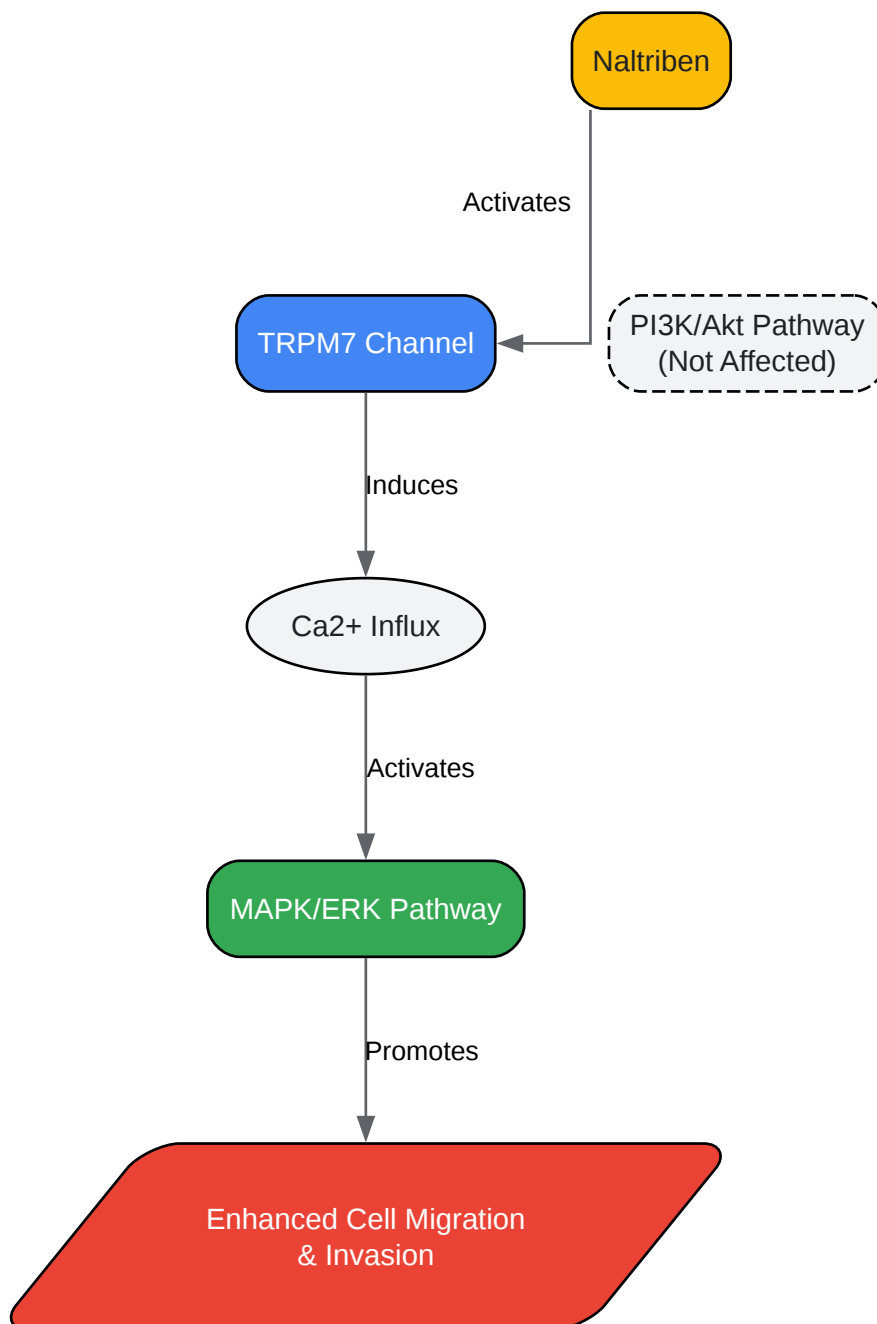 Naltriben
Activates
TRPM7 Channel
PI3K/Akt Pathway
(Not Affected)
Induces
Ca2+ Influx
Activates
MAPK/ERK Pathway
Promotes
Enhanced Cell Migration
& Invasion